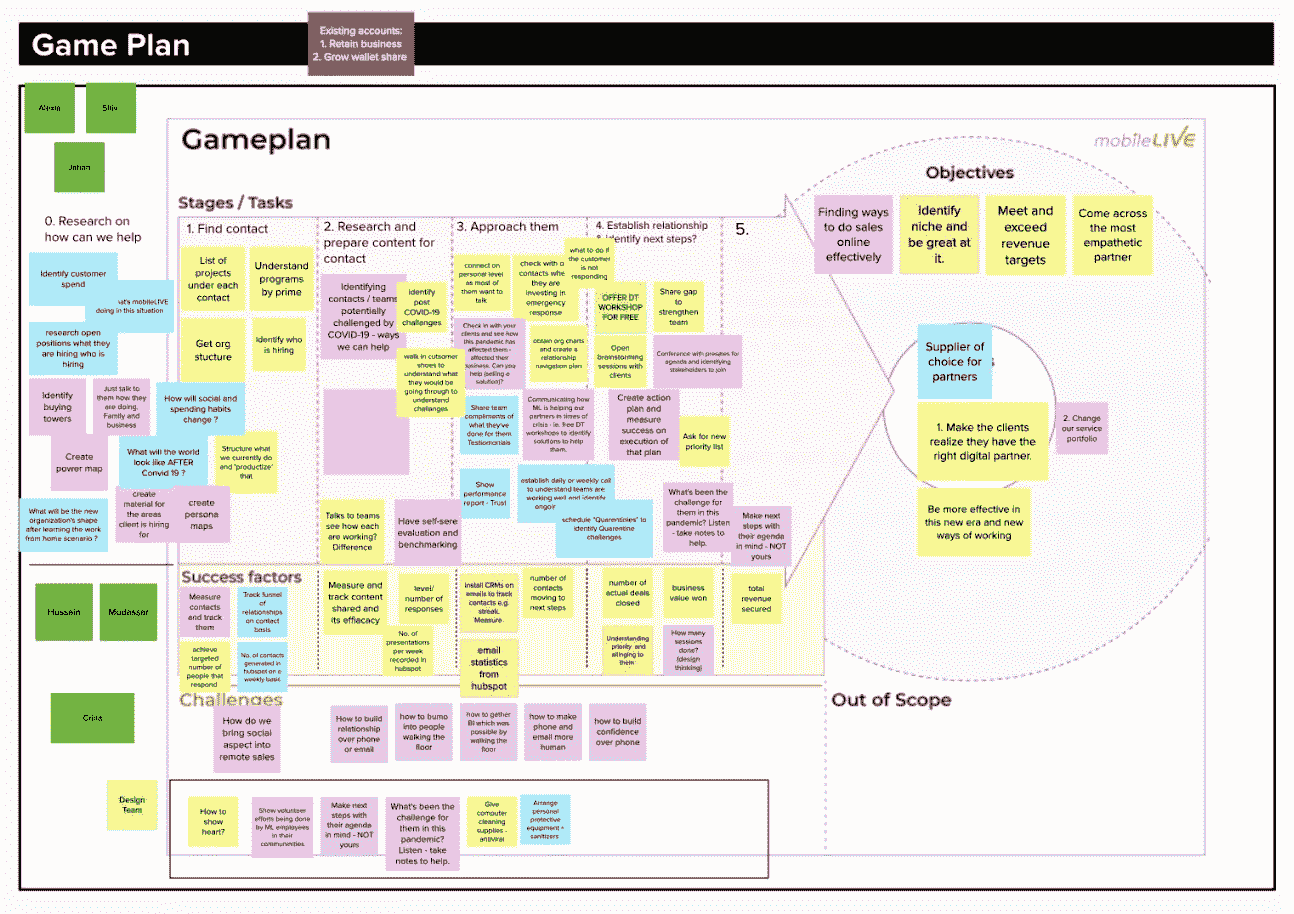 Game Plan
Existing accounts:
1. Retain business
2. Grow wallet share
Gameplan
mobileLIVE
Stages / Tasks
0. Research on
how can we help
Identify customer
spend
at's mobileLIVE
doing in this situation
research open
positions what they
are hiring who is
hiring
Identify
buying
towers
Just talk to
them how they
are doing.
Family and
business
How will social and
spending habits
change ?
Create
power map
What will the world
look like AFTER
Convid 19 ?
Structure what
we currently do
and 'productize'
that
What will be the new
organization's shape
after learning the work
from home scenario ?
create
material for
the areas
client is hiring
for
create
persona
maps
1. Find contact
List of
projects
under each
contact
Understand
programs
by prime
Get org
stucture
Identify who
is hiring
2. Research and
prepare content for
contact
Identifying
contacts / teams
potentially
challenged by
COVID-19 - ways
we can help
identify
post
COVID-19
challenges
walk in cutsomer
shoes to
understand what
they would be
going through to
understand
challanges
Talks to teams
see how each
are working?
Difference
Have self-sere
evaluation and
benchmarking
3. Approach them
connect on
personal level
as most of
them want to
talk
check with o
contacts whe
they are
investing in
emergency
response
what to do if
the customer
is not
responding
Check in with your
clients and see how
this pandemic has
affected them -
affected their
business. Can you
help (selling a
solution)?
obtain org charts
and create a
relationship
navigation plan
Share team
compliments of
what they've
done for them
Testiomonials
Communicating how
ML is helping our
partners in times of
crisis - ie. free DT
workshops to identify
solutions to help
them.
Show
performance
report - Trust
establish daily or weekly call
to understand teams are
working well and identify
ongoir
schedule "Quarenseries" to
identify Quarentine
challenges
4. Establish relationship
identify next steps?
OFFER DT
WORKSHOP
FOR FREE
Share gap
to
strengthen
team
Open
brainstorming
sessions with
clients
Conference with presales for
agenda and identifying
stakeholders to join
Create action
plan and
measure
success on
execution of
that plan
Ask for new
priority list
What's been the
challenge for
them in this
pandemic? Listen
- take notes to
help.
Make next
steps with
their agenda
in mind - NOT
yours
5.
Objectives
Finding ways
to do sales
online
effectively
Identify
niche and
be great at
it.
Meet and
exceed
revenue
targets
Come across
the most
empathetic
partner
Supplier of
choice for
partners
1. Make the clients
realize they have the
right digital partner.
2. Change
our service
portfolio
Be more effective in
this new era and new
ways of working
Hussein
Mudassar
Success factors
Measure
contacts
and track
them
Track funnel
of
relationships
on contact
basis
achieve
targeted
number of
people that
respond
No. of contacts
generated in
hubspot on a
weekly basis
Measure and
track content
shared and
its effiacacy
level/
number of
responses
No. of
presentations
per week
recorded in
hubspot
install CRMs on
emails to track
contacts e.g.
streak,
Measure
number of
contacts
moving to
next steps
email
statistics
from
hubspot
number of
actual deals
closed
business
value won
Understanding
priority and
allinging to
them
How many
sessions
done?
(design
thinking)
total
revenue
secured
Challenges
How do we
bring social
aspect into
remote sales
How to build
relationship
over phone
or email
how to bump
into people
walking the
floor
how to gether
BI which was
possible by
walking the
floor
how to make
phone and
email more
human
how to build
confidence
over phone
Out of Scope
Design
Team
How to
show
heart?
Show volunteer
efforts being done
by ML employees
in their
communities
Make next
steps with
their agenda
in mind - NOT
yours
What's been the
challenge for
them in this
pandemic?
Listen - take
notes to help.
Give
computer
cleaning
supplies -
antiviral
Arrange
personal
protective
equipment -
sanitizers